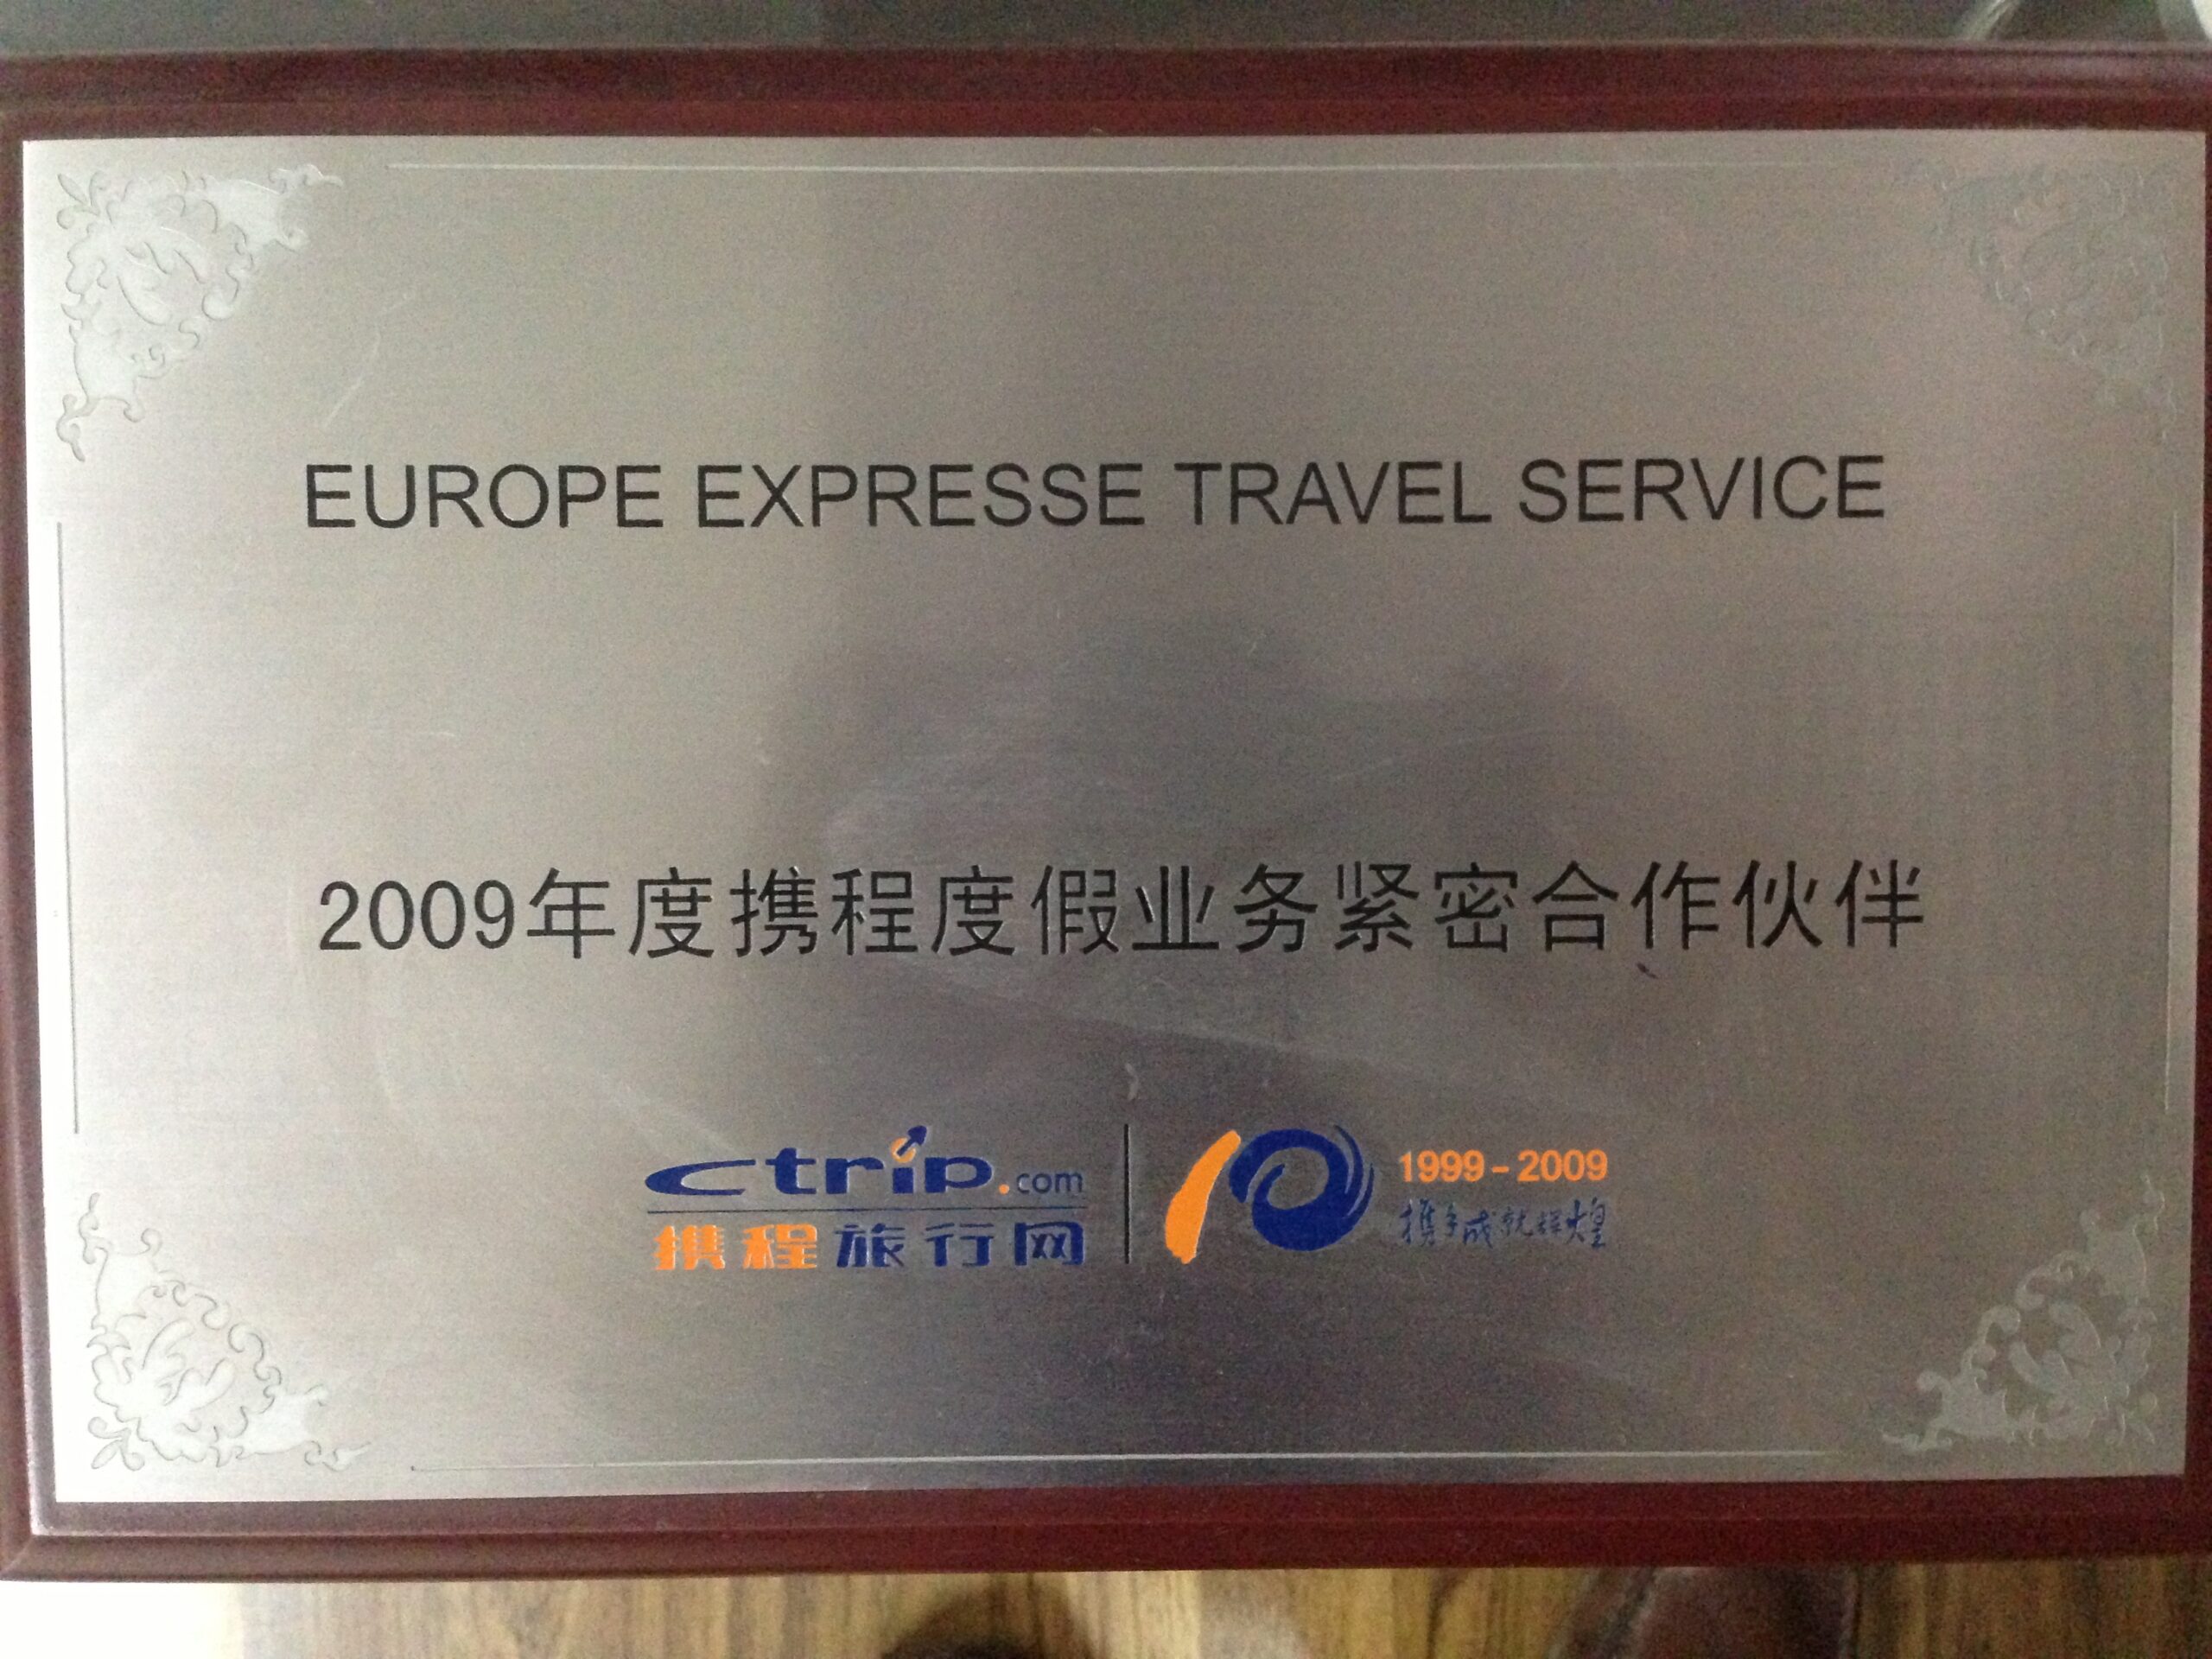 EUROPE EXPRESSE TRAVEL SERVICE
2009年度携程度假业务紧密合作伙伴
ctrip.com
携程旅行网
10
1999-2009
携手成就辉煌